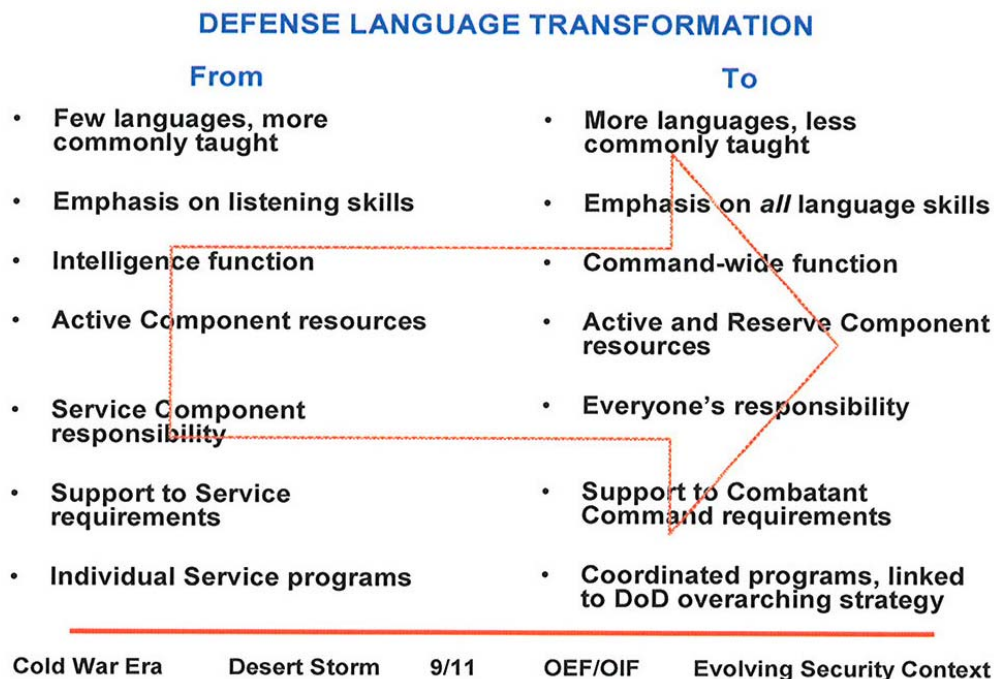 DEFENSE LANGUAGE TRANSFORMATION
From
• Few languages, more
commonly taught
• Emphasis on listening skills
• Intelligence function
• Active Component resources
• Service Component
responsibility
• Support to Service
requirements
• Individual Service programs
To
• More languages, less
commonly taught
• Emphasis on all language skills
• Command-wide function
• Active and Reserve Component
resources
• Everyone's responsibility
• Support to Combatant
Command requirements
• Coordinated programs, linked
to DoD overarching strategy
Cold War Era Desert Storm 9/11 OEF/OIF Evolving Security Context